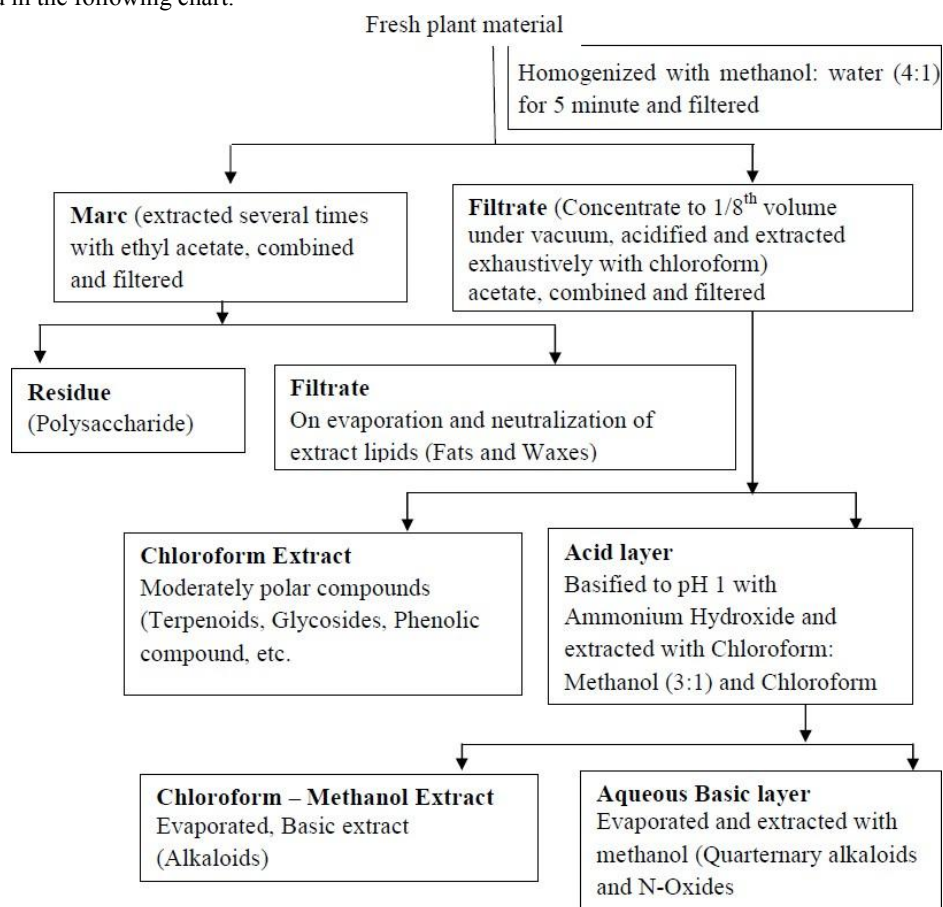 d in the following chart.
Fresh plant material
Homogenized with methanol: water (4:1)
for 5 minute and filtered
Marc (extracted several times
with ethyl acetate, combined
and filtered
Filtrate (Concentrate to 1/8th volume
under vacuum, acidified and extracted
exhaustively with chloroform)
acetate, combined and filtered
Residue
(Polysaccharide)
Filtrate
On evaporation and neutralization of
extract lipids (Fats and Waxes)
Chloroform Extract
Moderately polar compounds
(Terpenoids, Glycosides, Phenolic
compound, etc.
Acid layer
Basified to pH 1 with
Ammonium Hydroxide and
extracted with Chloroform:
Methanol (3:1) and Chloroform
Chloroform – Methanol Extract
Evaporated, Basic extract
(Alkaloids)
Aqueous Basic layer
Evaporated and extracted with
methanol (Quarternary alkaloids
and N-Oxides